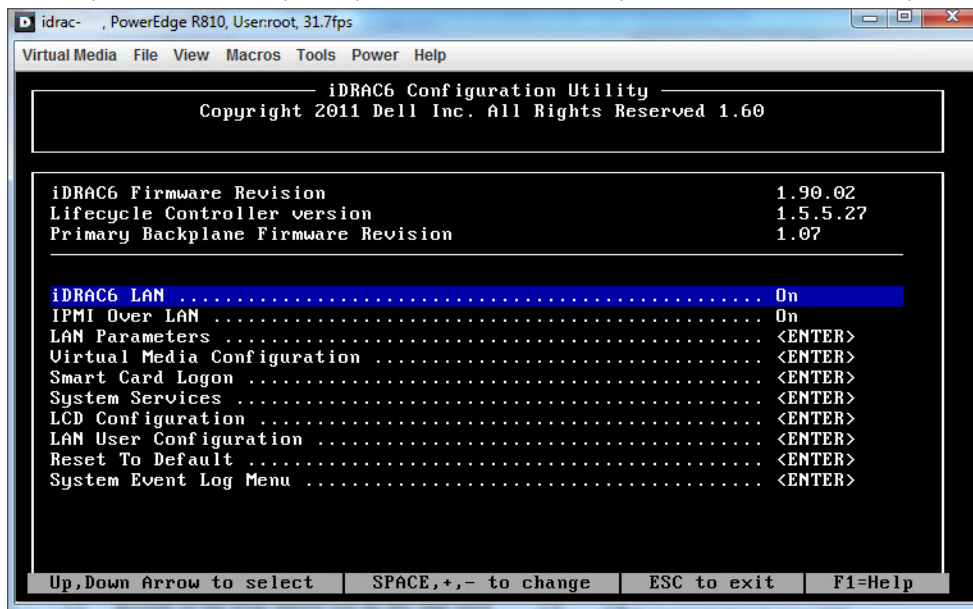 idrac-    , PowerEdge R810, User:root, 31.7fps
Virtual Media File View Macros Tools Power Help
iDRAC6 Configuration Utility
Copyright 2011 Dell Inc. All Rights Reserved 1.60
iDRAC6 Firmware Revision 1.90.02
Lifecycle Controller version 1.5.5.27
Primary Backplane Firmware Revision 1.07
iDRAC6 LAN .................................................. On
IPMI Over LAN ............................................... On
LAN Parameters .............................................. <ENTER>
Virtual Media Configuration ................................. <ENTER>
Smart Card Logon ............................................ <ENTER>
System Services ............................................. <ENTER>
LCD Configuration ........................................... <ENTER>
LAN User Configuration ...................................... <ENTER>
Reset To Default ............................................ <ENTER>
System Event Log Menu ....................................... <ENTER>
Up,Down Arrow to select SPACE,+,- to change ESC to exit F1=Help